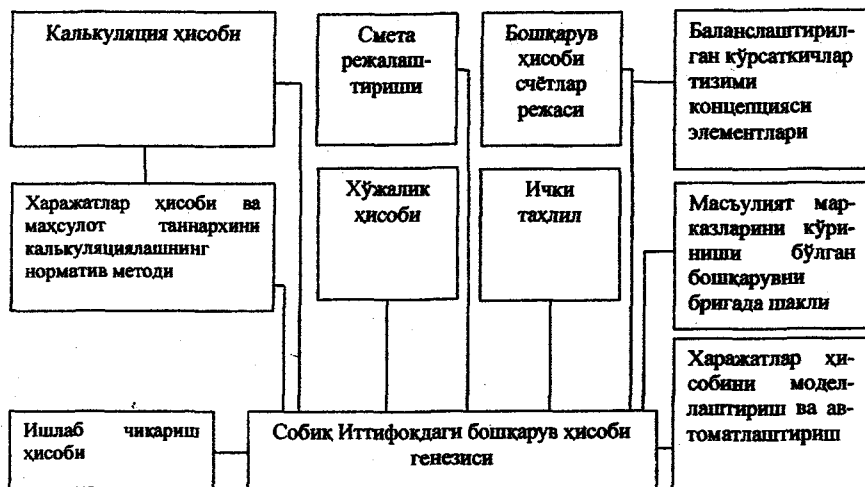 Калькуляция ҳисоби
Смета
режалаш-
тириши
Бошқарув
ҳисоби
счётлар
режаси
Баланслаштирил-
ган кўрсаткичлар
тизими
концепцияси
элементлари
Харажатлар ҳисоби ва
маҳсулот таннархини
калькуляциялашнинг
норматив методи
Хўжалик
ҳисоби
Ички
таҳлил
Масъулият мар-
казларини кўри-
ниши бўлган
бошқарувни
бригада шакли
Харажатлар ҳи-
собини модел-
лаштириш ва ав-
томатлаштириш
Ишлаб чиқариш
ҳисоби
Собиқ Иттифоқдаги бошқарув ҳисоби
генезиси